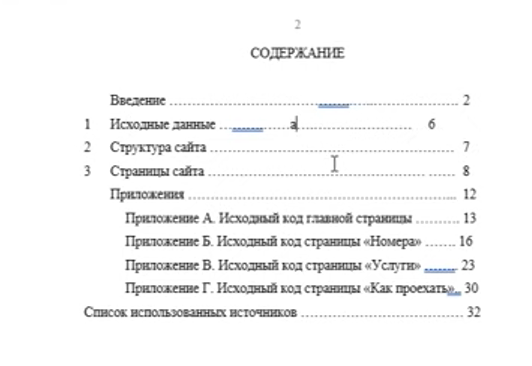 2
СОДЕРЖАНИЕ
Введение ........................................................ 2
1 Исходные данные ..................а............................ 6
2 Структура сайта ................................................ 7
3 Страницы сайта ................................................ 8
Приложения .................................................... 12
Приложение А. Исходный код главной страницы ........... 13
Приложение Б. Исходный код страницы «Номера» ....... 16
Приложение В. Исходный код страницы «Услуги» ....... 23
Приложение Г. Исходный код страницы «Как проехать».. 30
Список использованных источников .............................. 32